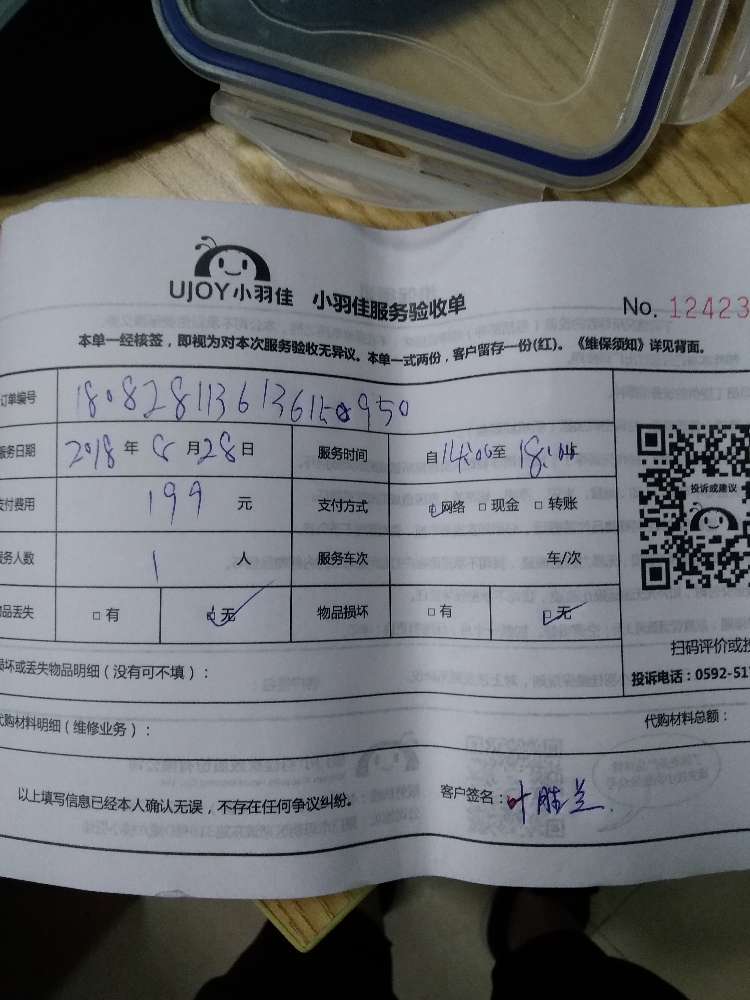 UJOY小羽佳 小羽佳服务验收单 No. 12423
本单一经核签，即视为对本次服务验收无异议。本单一式两份，客户留存一份(红)。《维保须知》详见背面。
订单编号
服务日期 2018 年 8 月 28 日 服务时间 自 14:00 至 18:00
支付费用 199 元 支付方式 网络 □ 现金 □ 转账
投诉或建议
服务人数 1 人 服务车次 车/次
物品丢失 □ 有 ☑ 无 物品损坏 □ 有 ☑ 无
扫码评价或投
损坏或丢失物品明细（没有可不填）：
投诉电话：0592-517
代购材料明细（维修业务）：
代购材料总额：
以上填写信息已经本人确认无误，不存在任何争议纠纷。 客户签名：叶胜兰